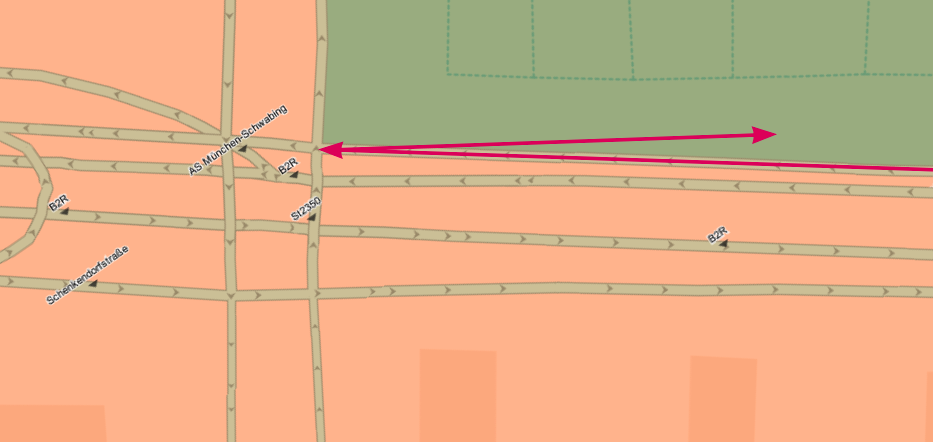 AS München-Schwabing
B2R
B2R
St2350
B2R
Schenkendorfstraße